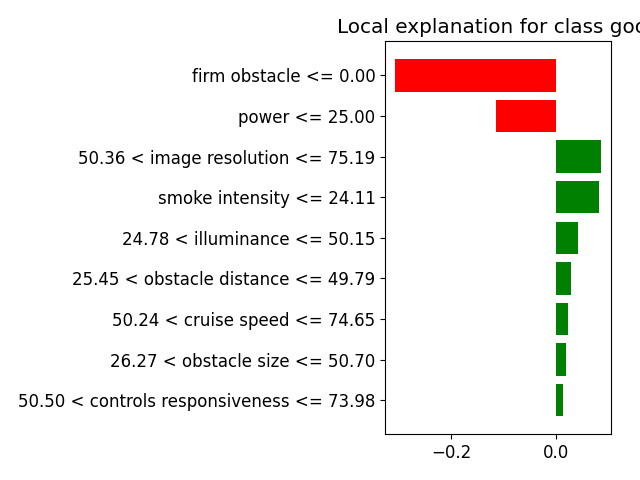 Local explanation for class goo
firm obstacle <= 0.00
power <= 25.00
50.36 < image resolution <= 75.19
smoke intensity <= 24.11
24.78 < illuminance <= 50.15
25.45 < obstacle distance <= 49.79
50.24 < cruise speed <= 74.65
26.27 < obstacle size <= 50.70
50.50 < controls responsiveness <= 73.98
−0.2 0.0